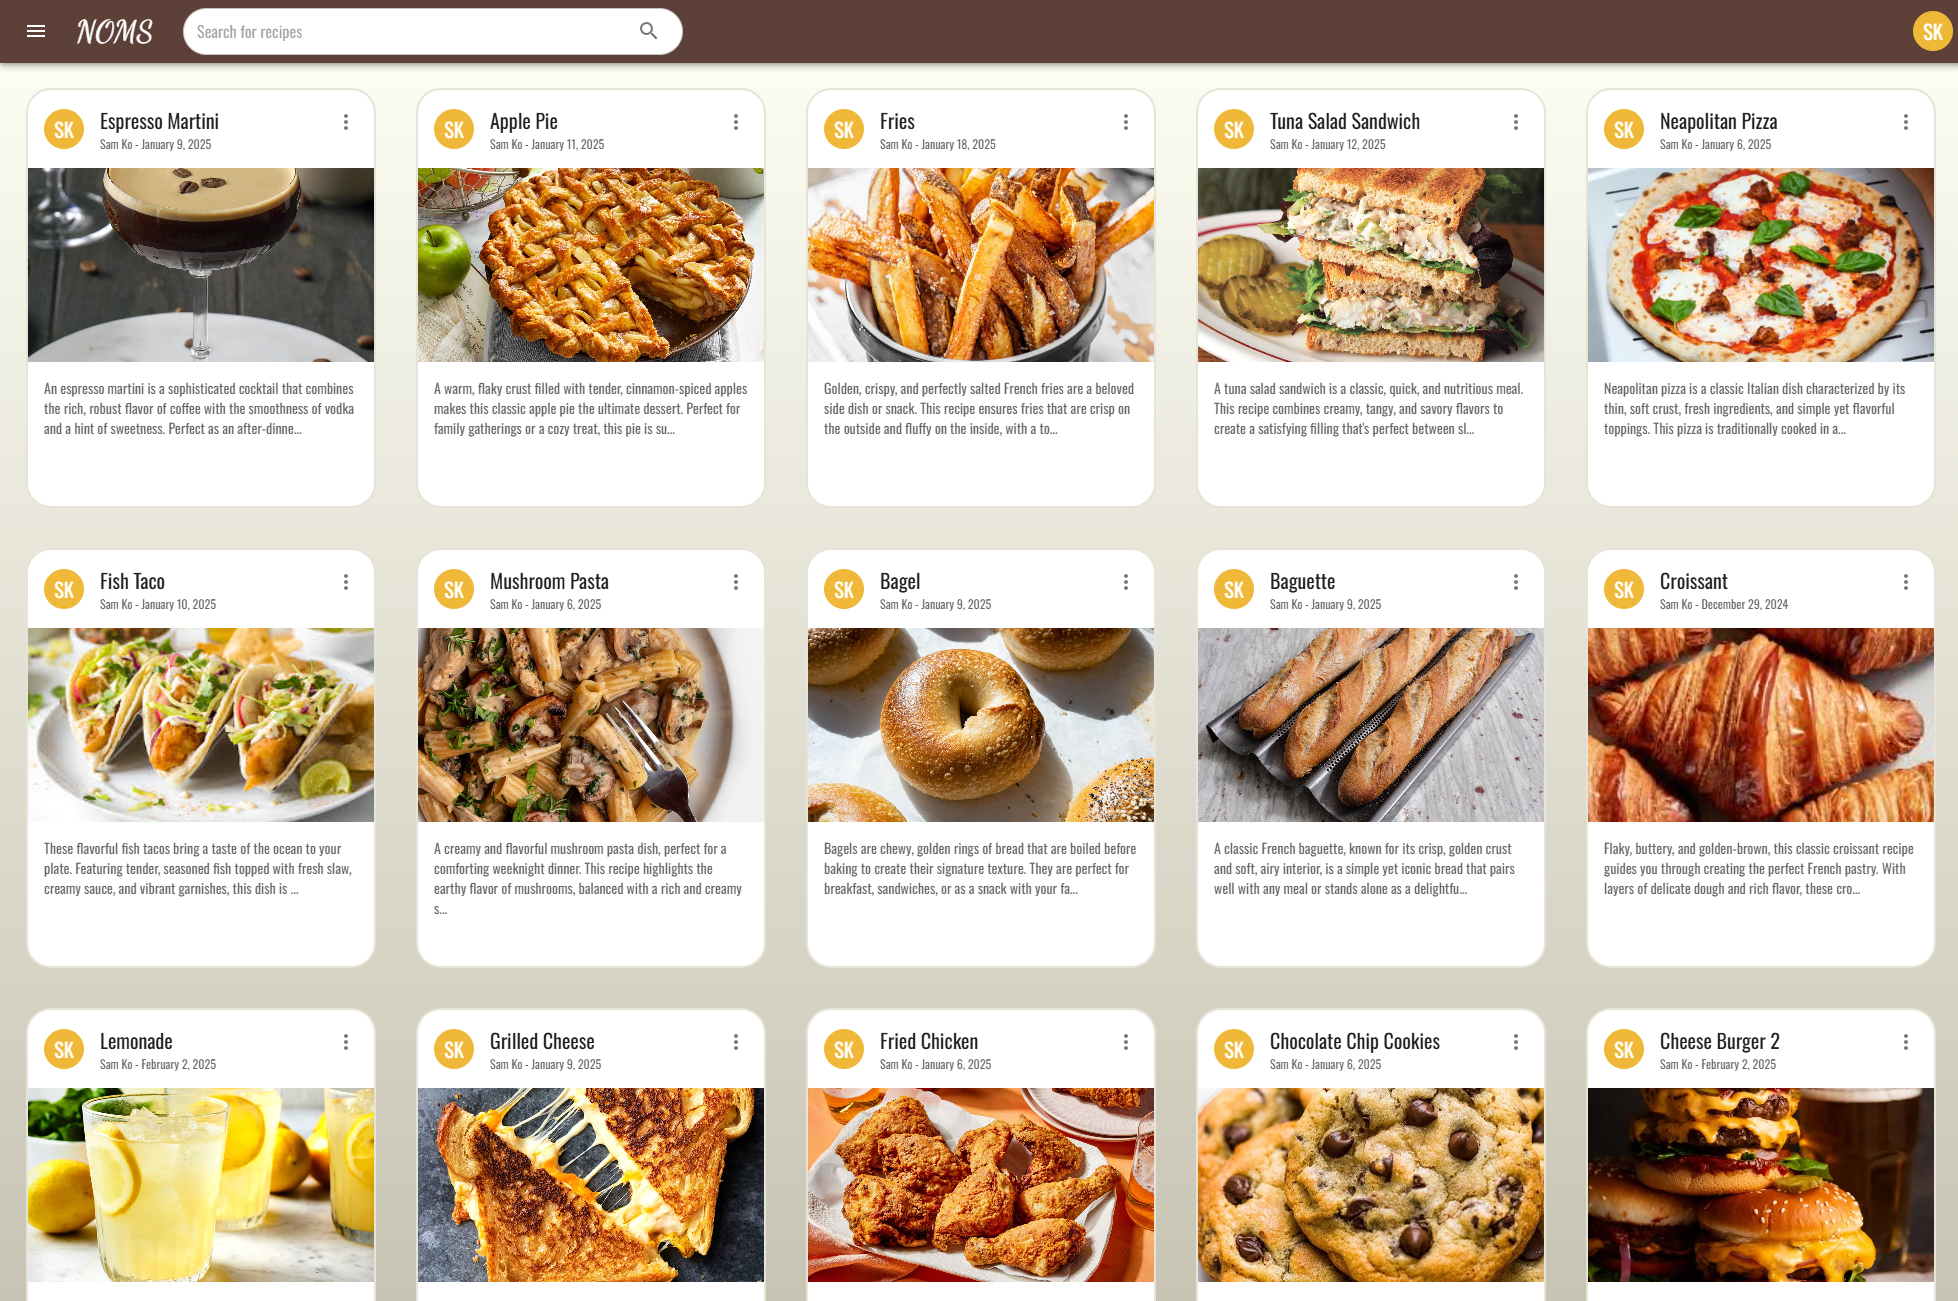 NOMS
Search for recipes
SK
SK
Espresso Martini
Sam Ko - January 9, 2025
An espresso martini is a sophisticated cocktail that combines
the rich, robust flavor of coffee with the smoothness of vodka
and a hint of sweetness. Perfect as an after-dinne...
SK
Apple Pie
Sam Ko - January 11, 2025
A warm, flaky crust filled with tender, cinnamon-spiced apples
makes this classic apple pie the ultimate dessert. Perfect for
family gatherings or a cozy treat, this pie is su...
SK
Fries
Sam Ko - January 18, 2025
Golden, crispy, and perfectly salted French fries are a beloved
side dish or snack. This recipe ensures fries that are crisp on
the outside and fluffy on the inside, with a to...
SK
Tuna Salad Sandwich
Sam Ko - January 12, 2025
A tuna salad sandwich is a classic, quick, and nutritious meal.
This recipe combines creamy, tangy, and savory flavors to
create a satisfying filling that's perfect between sl...
SK
Neapolitan Pizza
Sam Ko - January 6, 2025
Neapolitan pizza is a classic Italian dish characterized by its
thin, soft crust, fresh ingredients, and simple yet flavorful
toppings. This pizza is traditionally cooked in a...
SK
Fish Taco
Sam Ko - January 10, 2025
These flavorful fish tacos bring a taste of the ocean to your
plate. Featuring tender, seasoned fish topped with fresh slaw,
creamy sauce, and vibrant garnishes, this dish is ...
SK
Mushroom Pasta
Sam Ko - January 6, 2025
A creamy and flavorful mushroom pasta dish, perfect for a
comforting weeknight dinner. This recipe highlights the
earthy flavor of mushrooms, balanced with a rich and creamy
s...
SK
Bagel
Sam Ko - January 9, 2025
Bagels are chewy, golden rings of bread that are boiled before
baking to create their signature texture. They are perfect for
breakfast, sandwiches, or as a snack with your fa...
SK
Baguette
Sam Ko - January 9, 2025
A classic French baguette, known for its crisp, golden crust
and soft, airy interior, is a simple yet iconic bread that pairs
well with any meal or stands alone as a delightfu...
SK
Croissant
Sam Ko - December 29, 2024
Flaky, buttery, and golden-brown, this classic croissant recipe
guides you through creating the perfect French pastry. With
layers of delicate dough and rich flavor, these cro...
SK
Lemonade
Sam Ko - February 2, 2025
SK
Grilled Cheese
Sam Ko - January 9, 2025
SK
Fried Chicken
Sam Ko - January 6, 2025
SK
Chocolate Chip Cookies
Sam Ko - January 6, 2025
SK
Cheese Burger 2
Sam Ko - February 2, 2025